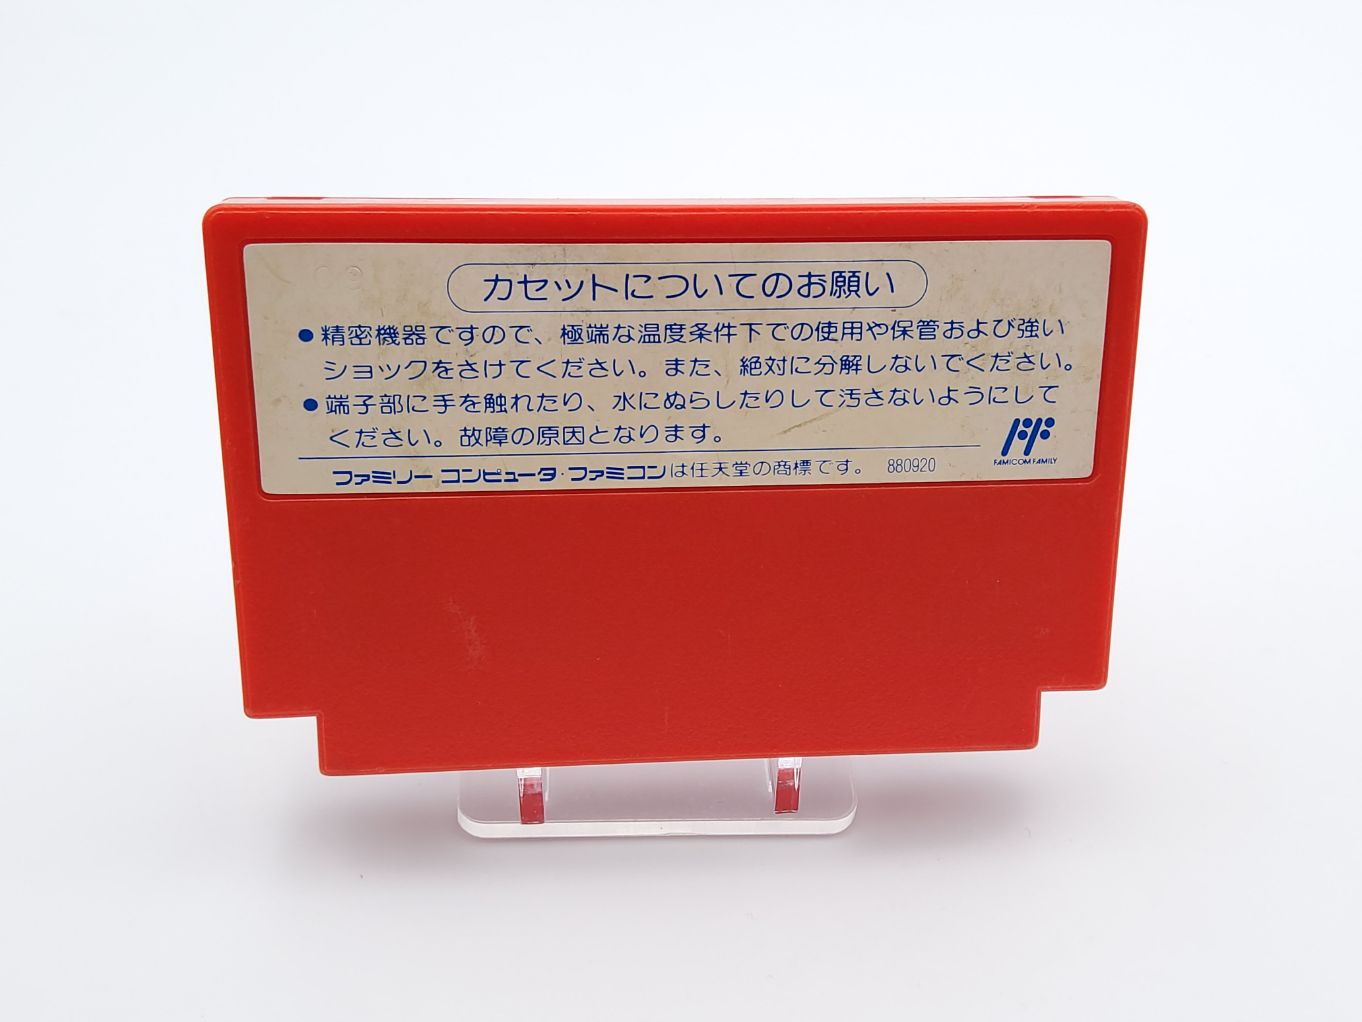 カセットについてのお願い
●精密機器ですので、極端な温度条件下での使用や保管および強い
ショックをさけてください。また、絶対に分解しないでください。
●端子部に手を触れたり、水にぬらしたりして汚さないようにして
ください。故障の原因となります。
FF
FAMICOM FAMILY
ファミリー コンピュータ・ファミコンは任天堂の商標です。 880920